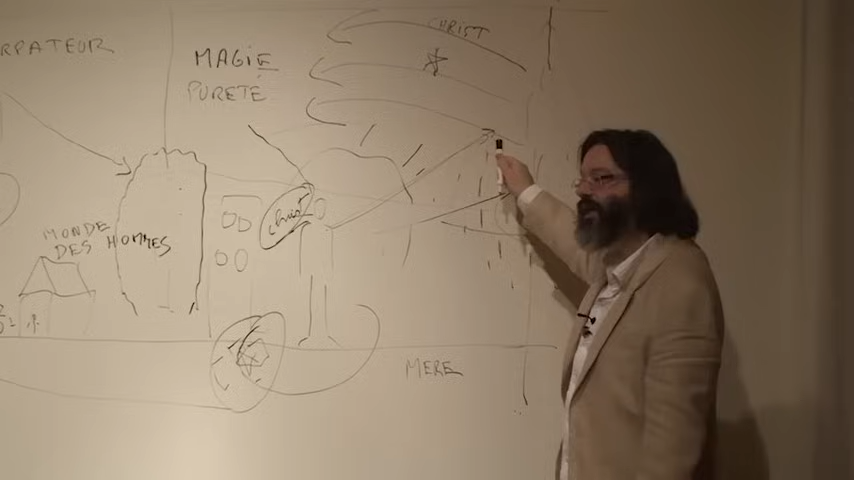 RPATEUR
MAGIE
PURETÉ
CHRIST
Christ
MONDE
DES HOMMES
MERE